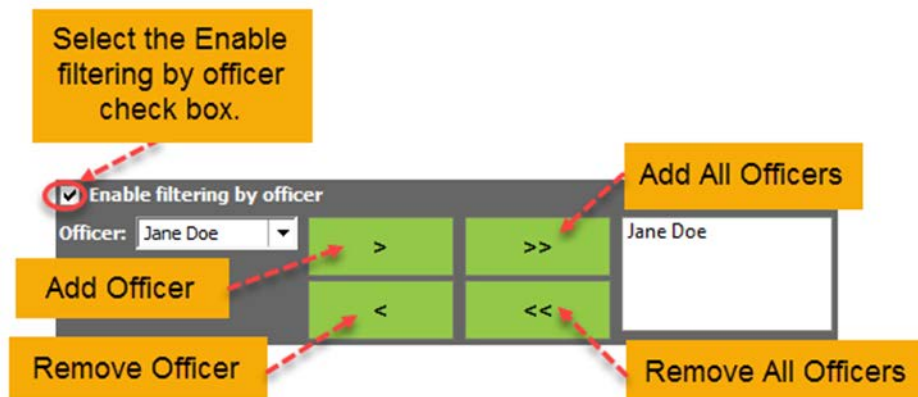 Select the Enable
filtering by officer
check box.
Add All Officers
Enable filtering by officer
Officer: Jane Doe
>
>>
Jane Doe
Add Officer
<
<<
Remove Officer
Remove All Officers